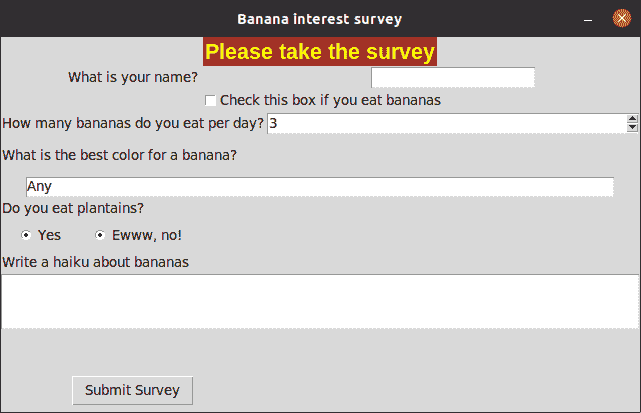 Banana interest survey
Please take the survey
What is your name?
Check this box if you eat bananas
How many bananas do you eat per day? 3
What is the best color for a banana?
Any
Do you eat plantains?
Yes Ewww, no!
Write a haiku about bananas
Submit Survey